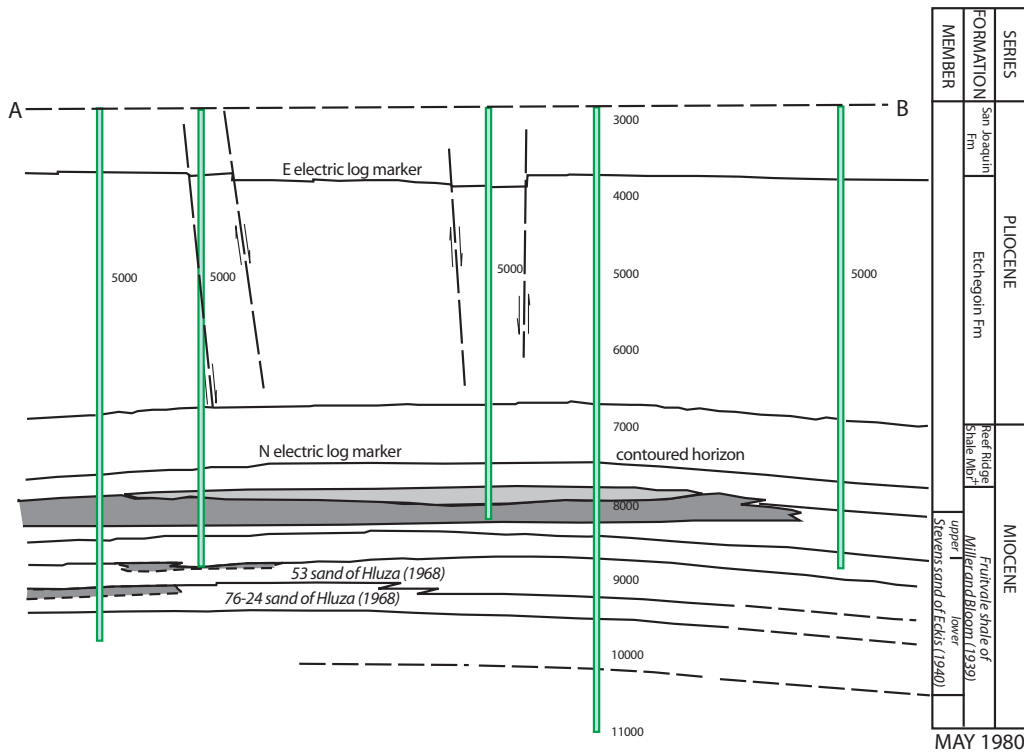 MEMBER
FORMATION
SERIES
A
B
3000
San Joaquin
Fm
E electric log marker
4000
5000
5000
5000
5000
5000
Etchegoin Fm
PLIOCENE
6000
7000
Reef Ridge
Shale Mb
N electric log marker
contoured horizon
8000
upper
lower
Stevens sand of Eckis (1940)
Fruitvale shale of
Miller and Bloom (1939)
MIOCENE
53 sand of Hluza (1968)
9000
76-24 sand of Hluza (1968)
10000
11000
MAY 1980